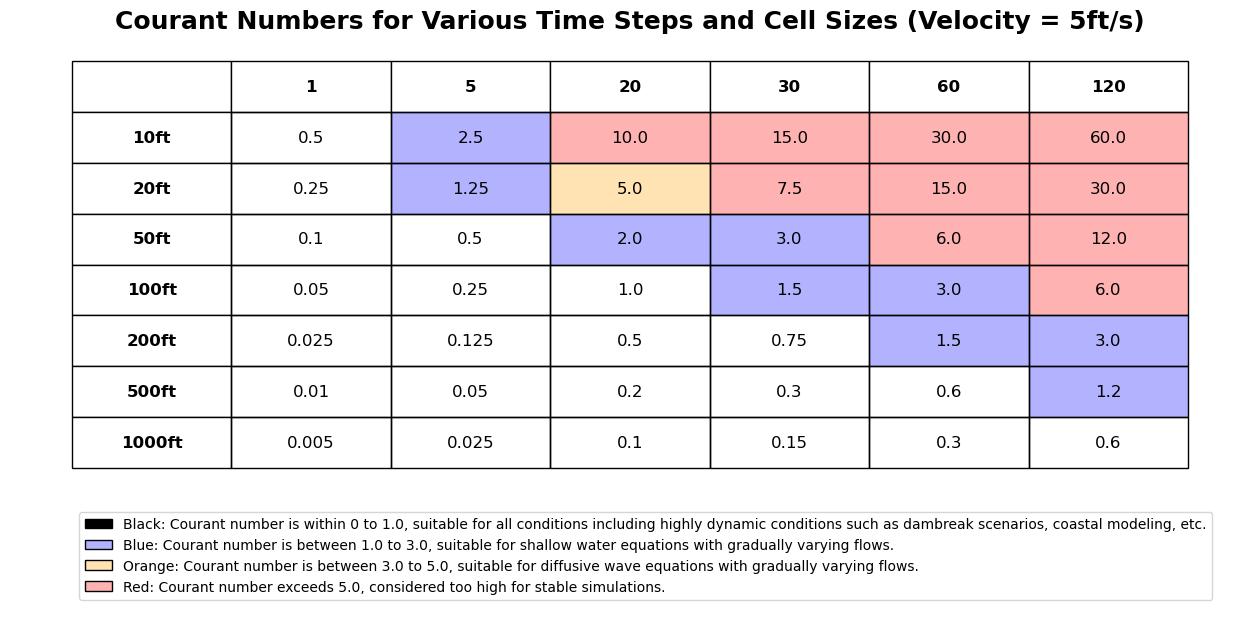 Courant Numbers for Various Time Steps and Cell Sizes (Velocity = 5ft/s)
1 5 20 30 60 120
10ft 0.5 2.5 10.0 15.0 30.0 60.0
20ft 0.25 1.25 5.0 7.5 15.0 30.0
50ft 0.1 0.5 2.0 3.0 6.0 12.0
100ft 0.05 0.25 1.0 1.5 3.0 6.0
200ft 0.025 0.125 0.5 0.75 1.5 3.0
500ft 0.01 0.05 0.2 0.3 0.6 1.2
1000ft 0.005 0.025 0.1 0.15 0.3 0.6
Black: Courant number is within 0 to 1.0, suitable for all conditions including highly dynamic conditions such as dambreak scenarios, coastal modeling, etc.
Blue: Courant number is between 1.0 to 3.0, suitable for shallow water equations with gradually varying flows.
Orange: Courant number is between 3.0 to 5.0, suitable for diffusive wave equations with gradually varying flows.
Red: Courant number exceeds 5.0, considered too high for stable simulations.